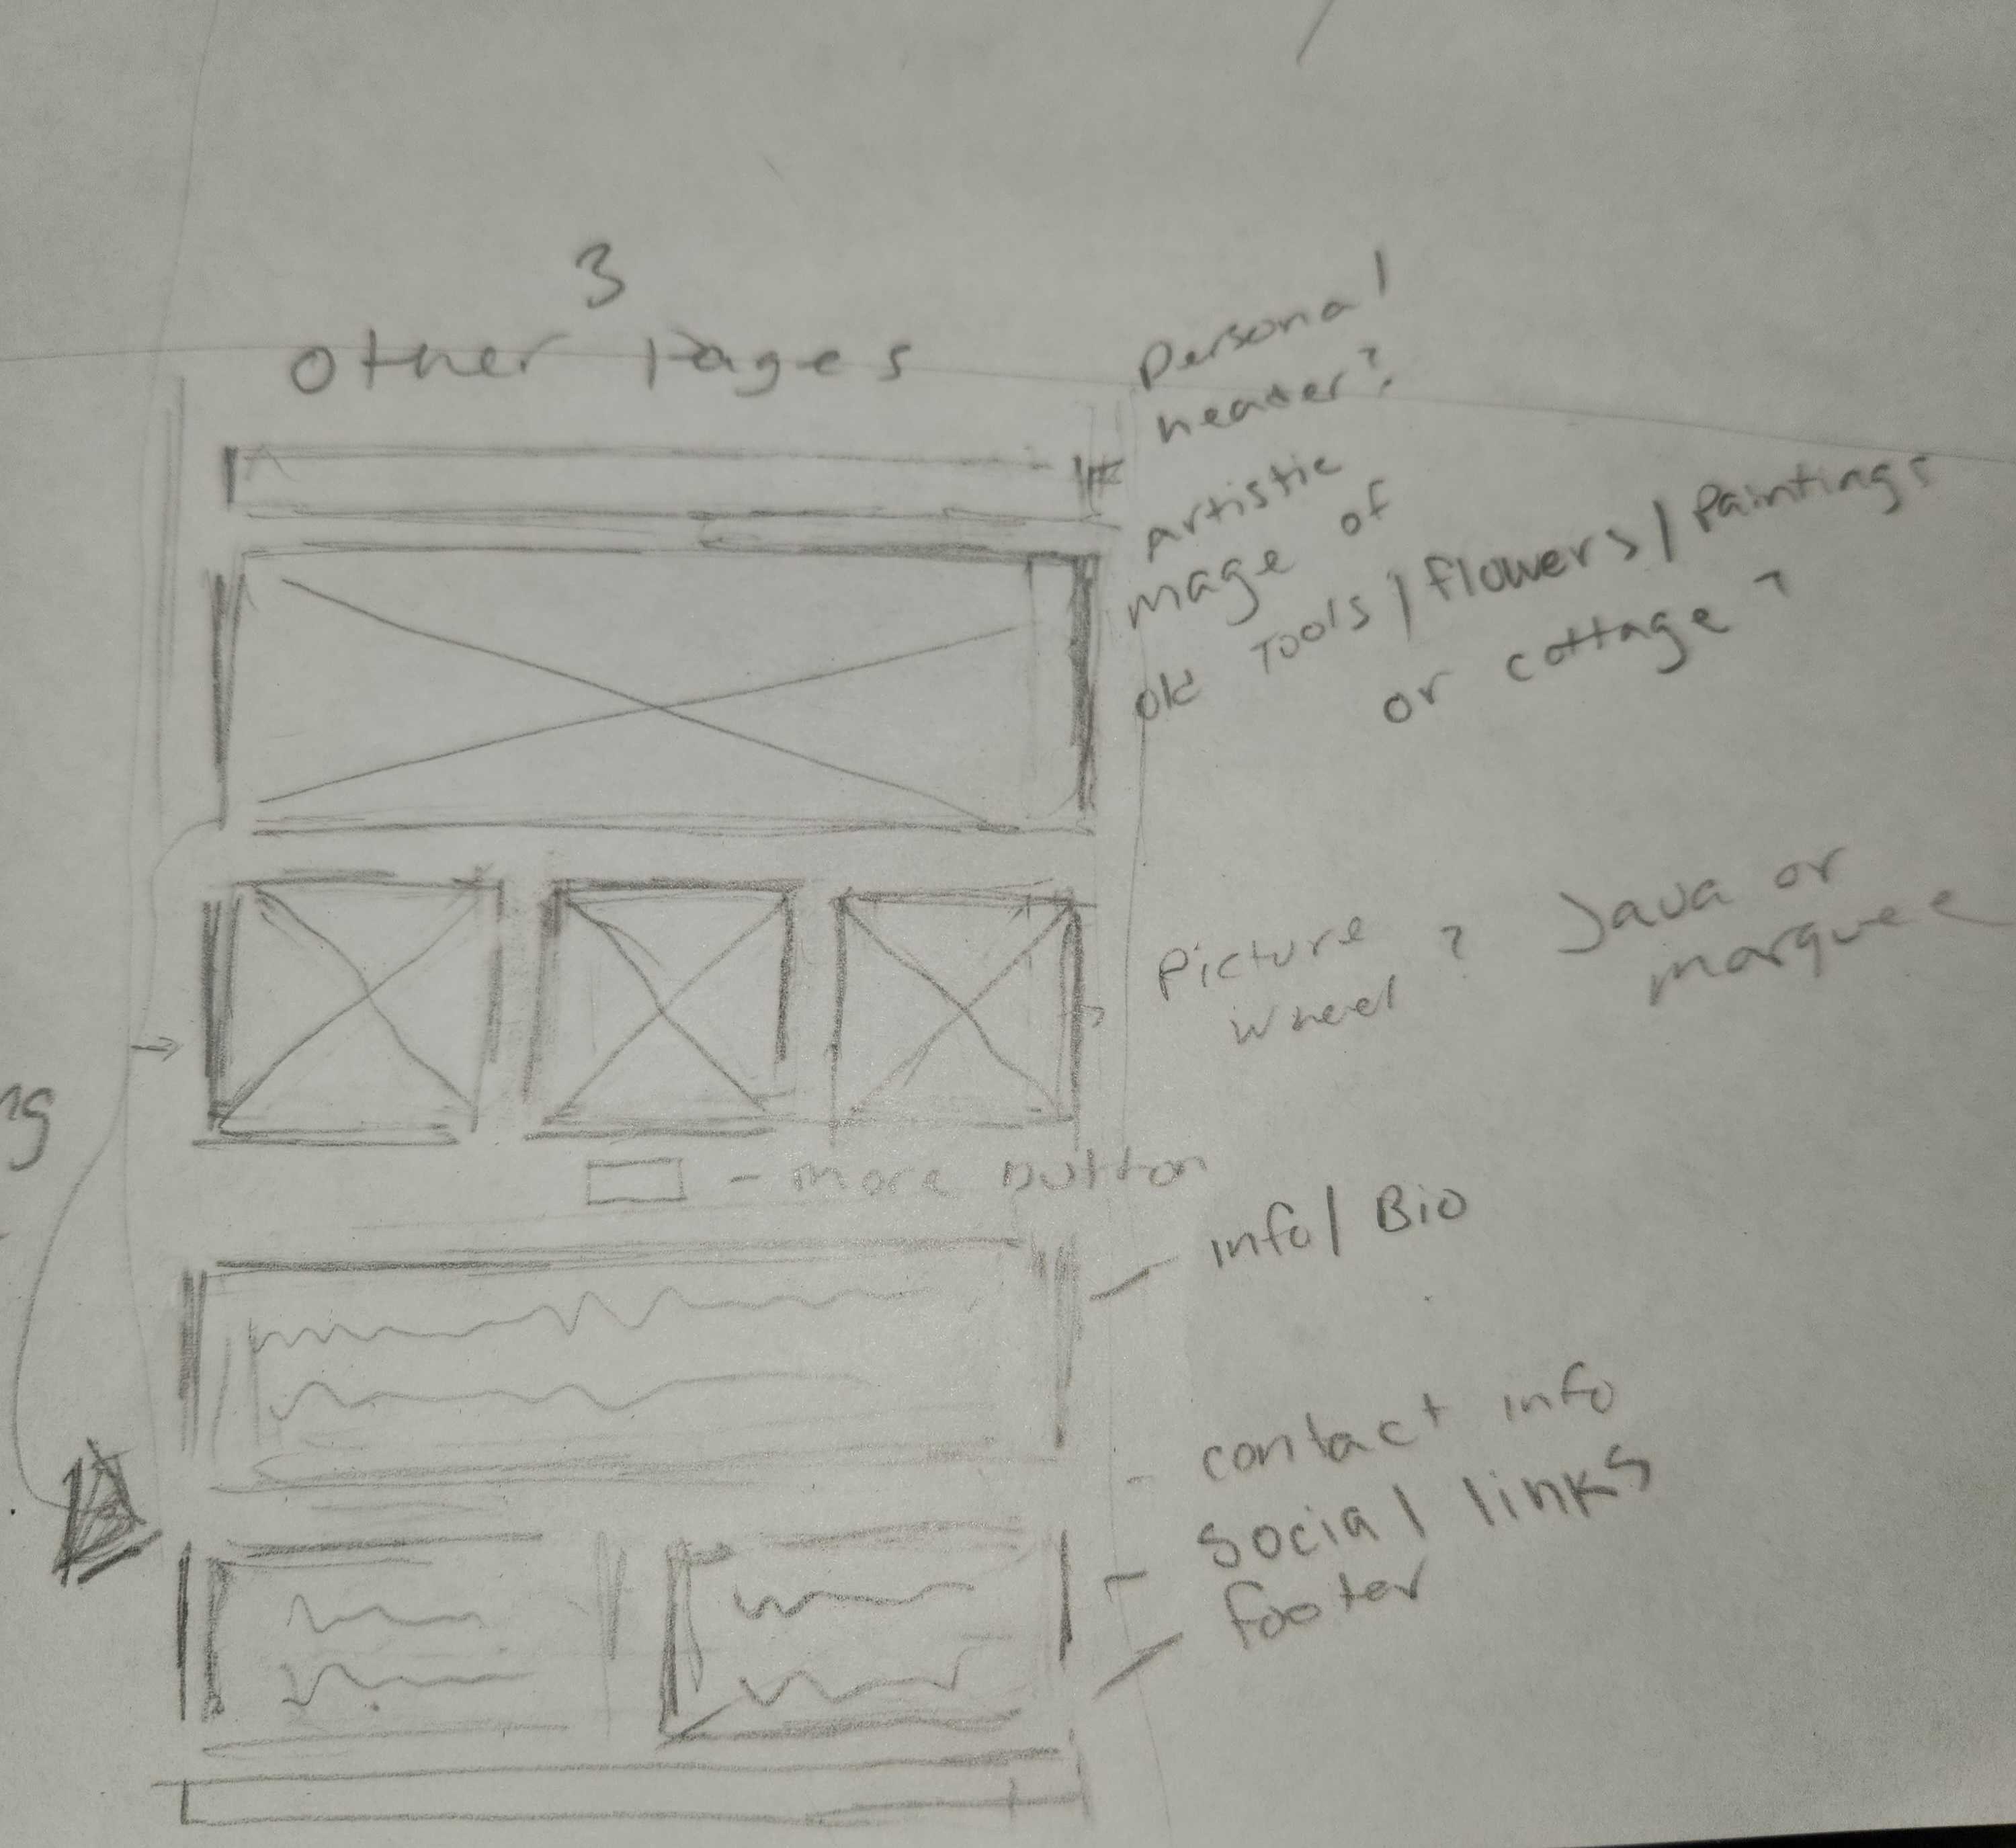 3
other Pages
Personal
header?
artistic
image of
old Tools / flowers / Paintings
or cottage?
Picture
wheel ? Java or
marquee
ng
- more button
info / Bio
- contact info
social links
footer